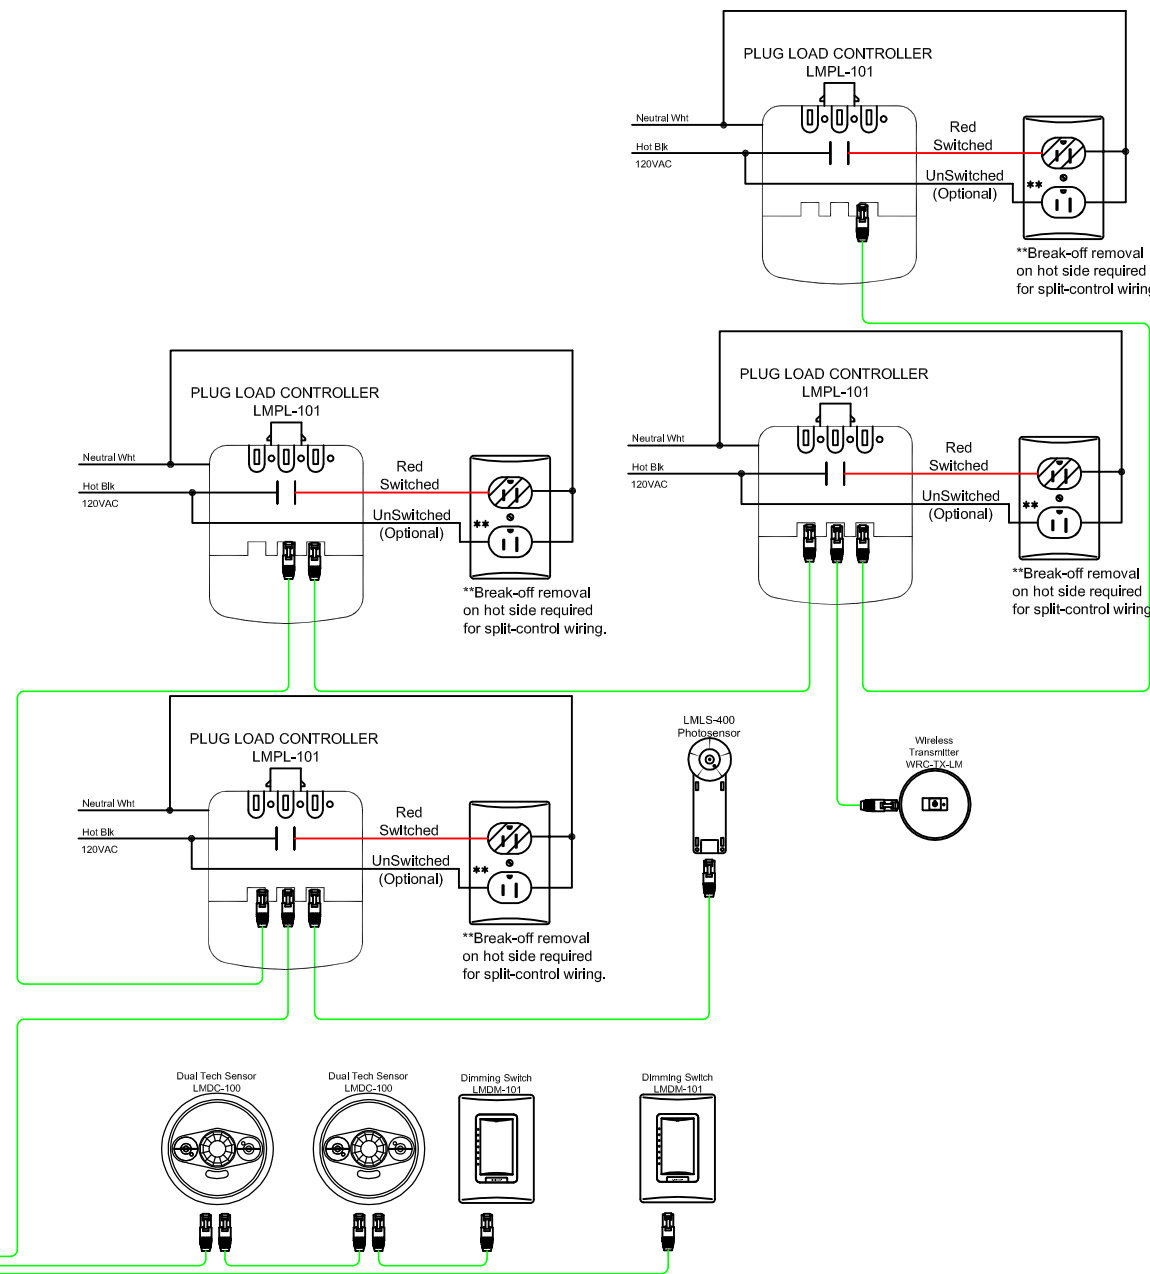 PLUG LOAD CONTROLLER
LMPL-101
Neutral Wht
Hot Blk
120VAC
Red
Switched
UnSwitched
(Optional)
**
**Break-off removal
on hot side required
for split-control wiring
PLUG LOAD CONTROLLER
LMPL-101
Neutral Wht
Hot Blk
120VAC
Red
Switched
UnSwitched
(Optional)
**
**Break-off removal
on hot side required
for split-control wiring.
PLUG LOAD CONTROLLER
LMPL-101
Neutral Wht
Hot Blk
120VAC
Red
Switched
UnSwitched
(Optional)
**
**Break-off removal
on hot side required
for split-control wiring
PLUG LOAD CONTROLLER
LMPL-101
Neutral Wht
Hot Blk
120VAC
Red
Switched
UnSwitched
(Optional)
**
**Break-off removal
on hot side required
for split-control wiring.
LMLS-400
Photosensor
Wireless
Transmitter
WRC-TX-LM
Dual Tech Sensor
LMDC-100
Dual Tech Sensor
LMDC-100
Dimming Switch
LMDM-101
Dimming Switch
LMDM-101